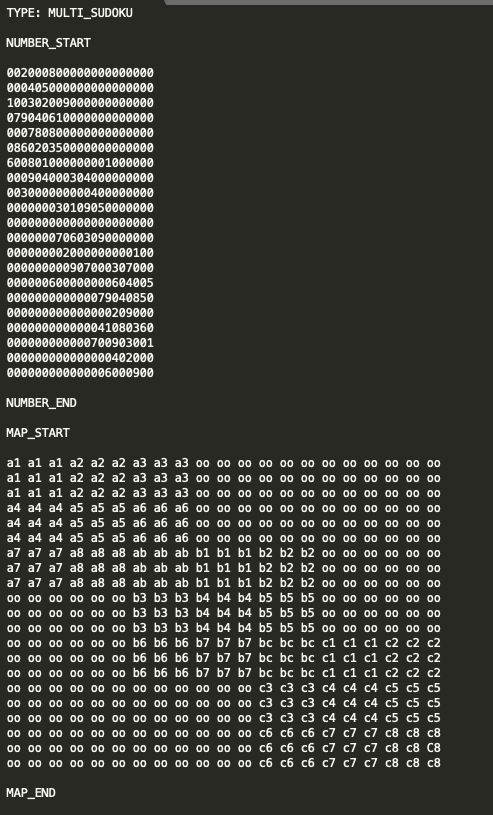 TYPE: MULTI_SUDOKU
NUMBER_START
002000800000000000000
000405000000000000000
100302009000000000000
079040610000000000000
000780800000000000000
086020350000000000000
600801000000001000000
000904000304000000000
003000000000400000000
000000030109050000000
000000000000000000000
000000070603090000000
000000002000000000100
000000000907000307000
000000600000000604005
000000000000079040850
000000000000000209000
000000000000041080360
000000000000700903001
000000000000000402000
000000000000006000900
NUMBER_END
MAP_START
a1 a1 a1 a2 a2 a2 a3 a3 a3 oo oo oo oo oo oo oo oo oo oo oo oo
a1 a1 a1 a2 a2 a2 a3 a3 a3 oo oo oo oo oo oo oo oo oo oo oo oo
a1 a1 a1 a2 a2 a2 a3 a3 a3 oo oo oo oo oo oo oo oo oo oo oo oo
a4 a4 a4 a5 a5 a5 a6 a6 a6 oo oo oo oo oo oo oo oo oo oo oo oo
a4 a4 a4 a5 a5 a5 a6 a6 a6 oo oo oo oo oo oo oo oo oo oo oo oo
a4 a4 a4 a5 a5 a5 a6 a6 a6 oo oo oo oo oo oo oo oo oo oo oo oo
a7 a7 a7 a8 a8 a8 ab ab ab b1 b1 b1 b2 b2 b2 oo oo oo oo oo oo
a7 a7 a7 a8 a8 a8 ab ab ab b1 b1 b1 b2 b2 b2 oo oo oo oo oo oo
a7 a7 a7 a8 a8 a8 ab ab ab b1 b1 b1 b2 b2 b2 oo oo oo oo oo oo
oo oo oo oo oo oo b3 b3 b3 b4 b4 b4 b5 b5 b5 oo oo oo oo oo oo
oo oo oo oo oo oo b3 b3 b3 b4 b4 b4 b5 b5 b5 oo oo oo oo oo oo
oo oo oo oo oo oo b3 b3 b3 b4 b4 b4 b5 b5 b5 oo oo oo oo oo oo
oo oo oo oo oo oo b6 b6 b6 b7 b7 b7 bc bc bc c1 c1 c1 c2 c2 c2
oo oo oo oo oo oo b6 b6 b6 b7 b7 b7 bc bc bc c1 c1 c1 c2 c2 c2
oo oo oo oo oo oo b6 b6 b6 b7 b7 b7 bc bc bc c1 c1 c1 c2 c2 c2
oo oo oo oo oo oo oo oo oo oo oo oo c3 c3 c3 c4 c4 c4 c5 c5 c5
oo oo oo oo oo oo oo oo oo oo oo oo c3 c3 c3 c4 c4 c4 c5 c5 c5
oo oo oo oo oo oo oo oo oo oo oo oo c3 c3 c3 c4 c4 c4 c5 c5 c5
oo oo oo oo oo oo oo oo oo oo oo oo c6 c6 c6 c7 c7 c7 c8 c8 c8
oo oo oo oo oo oo oo oo oo oo oo oo c6 c6 c6 c7 c7 c7 c8 c8 C8
oo oo oo oo oo oo oo oo oo oo oo oo c6 c6 c6 c7 c7 c7 c8 c8 c8
MAP_END